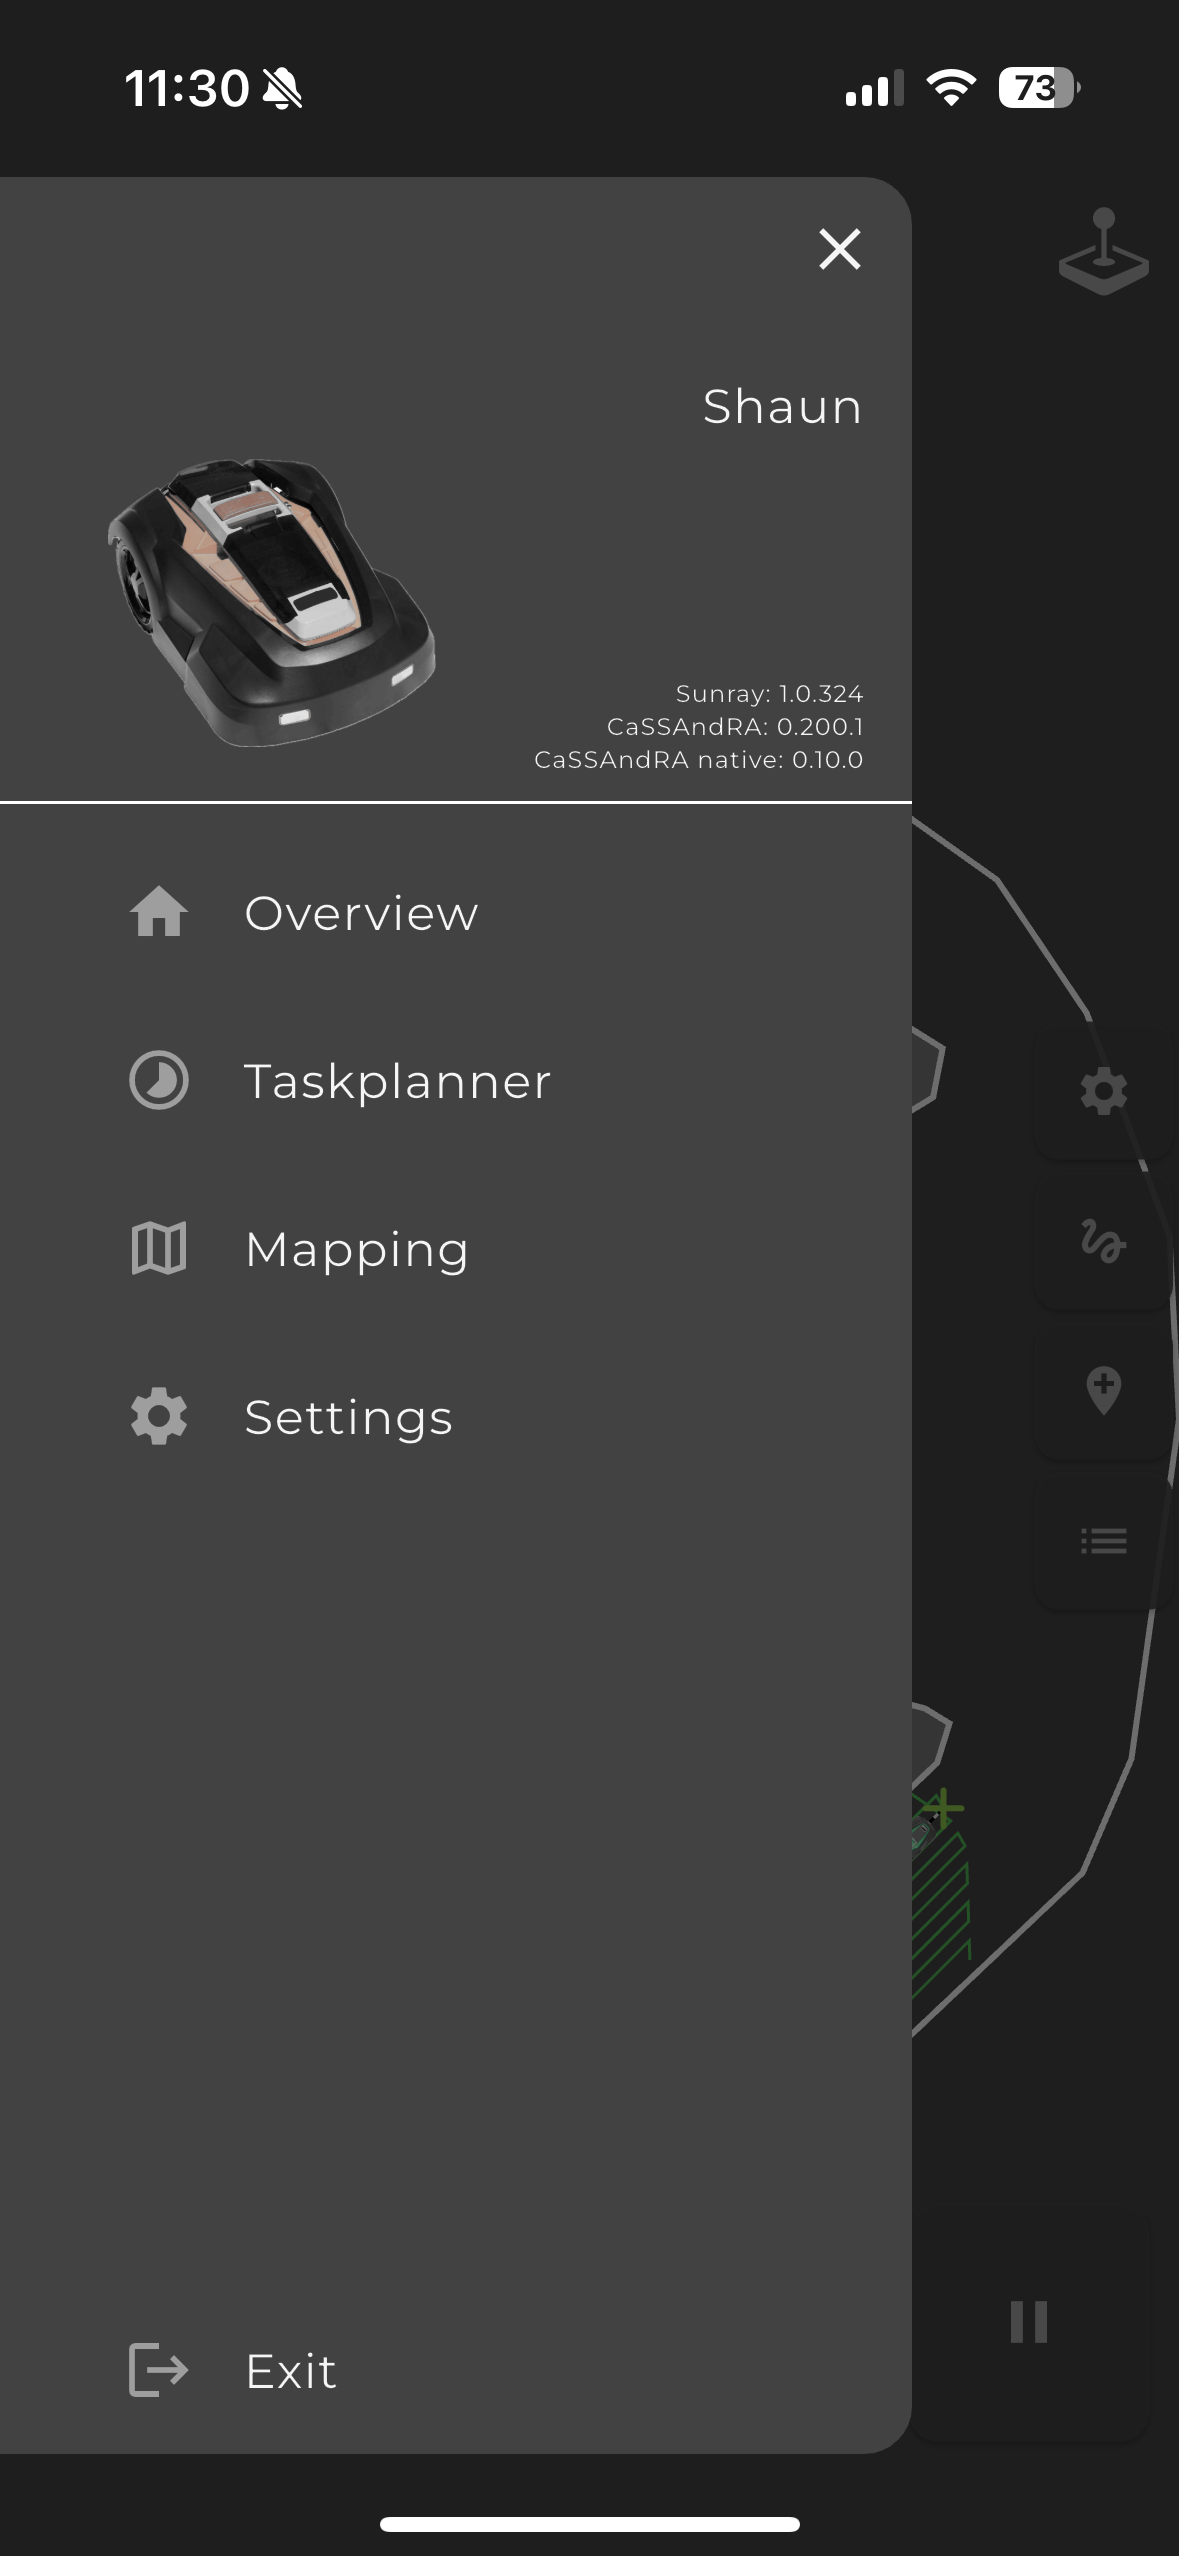 11:30
73
Shaun
Sunray: 1.0.324
CaSSAndRA: 0.200.1
CaSSAndRA native: 0.10.0
Overview
Taskplanner
Mapping
Settings
Exit